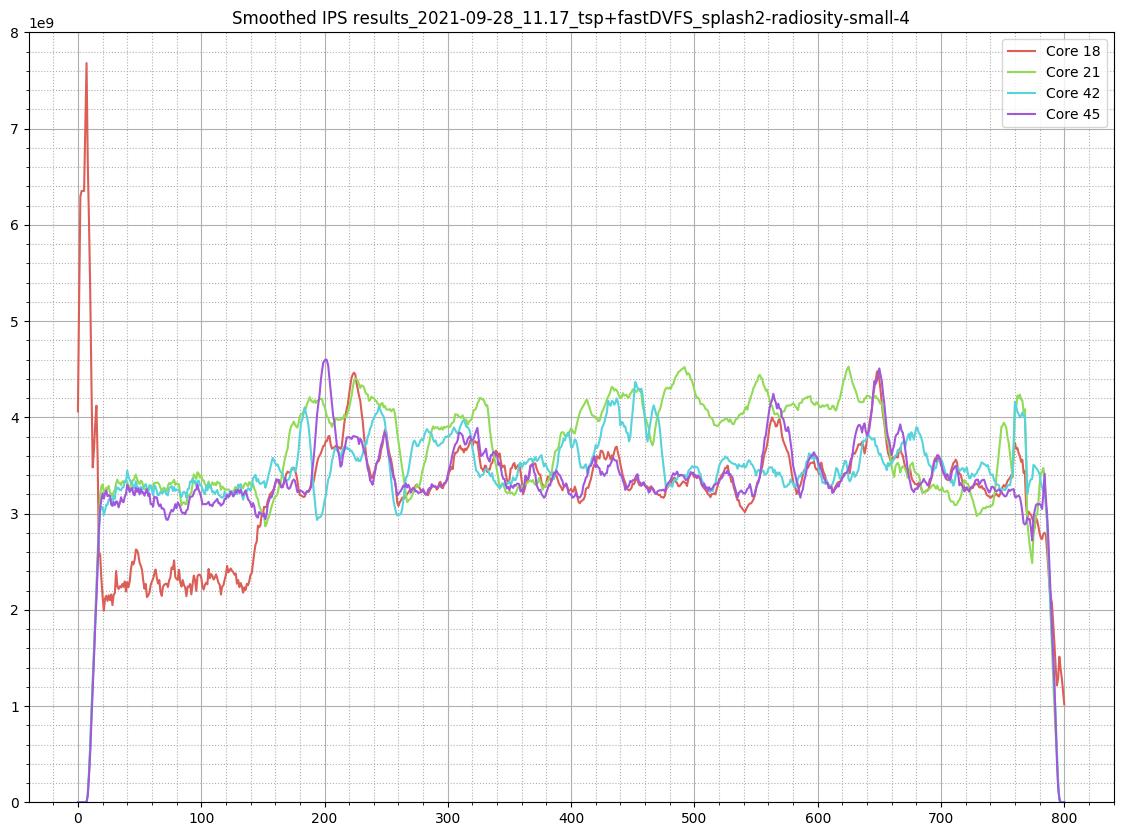 Smoothed IPS results_2021-09-28_11.17_tsp+fastDVFS_splash2-radiosity-small-4
1e9
8
7
6
5
4
3
2
1
0
Core 18
Core 21
Core 42
Core 45
0 100 200 300 400 500 600 700 800